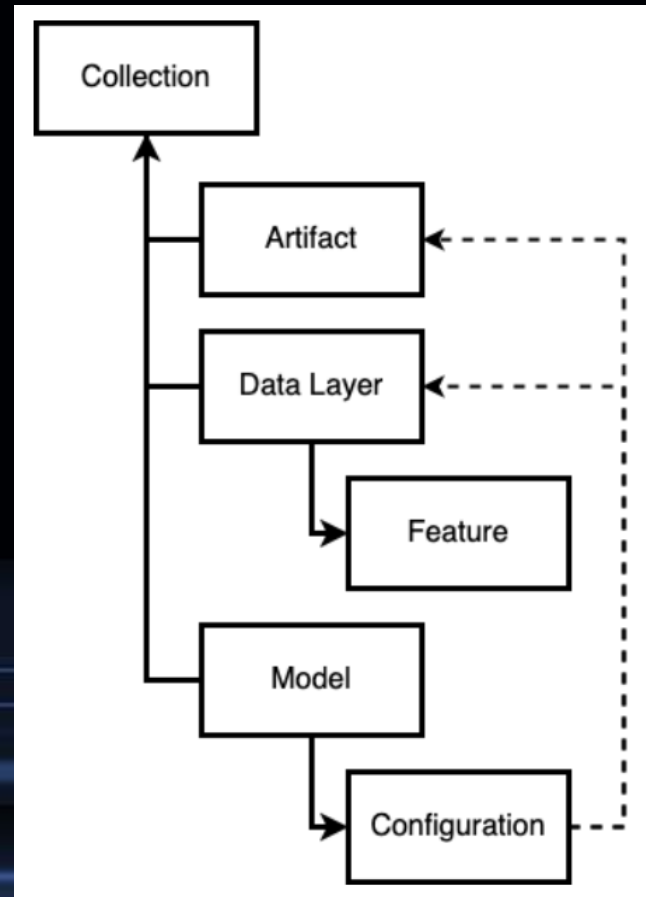 Collection
Artifact
Data Layer
Feature
Model
Configuration